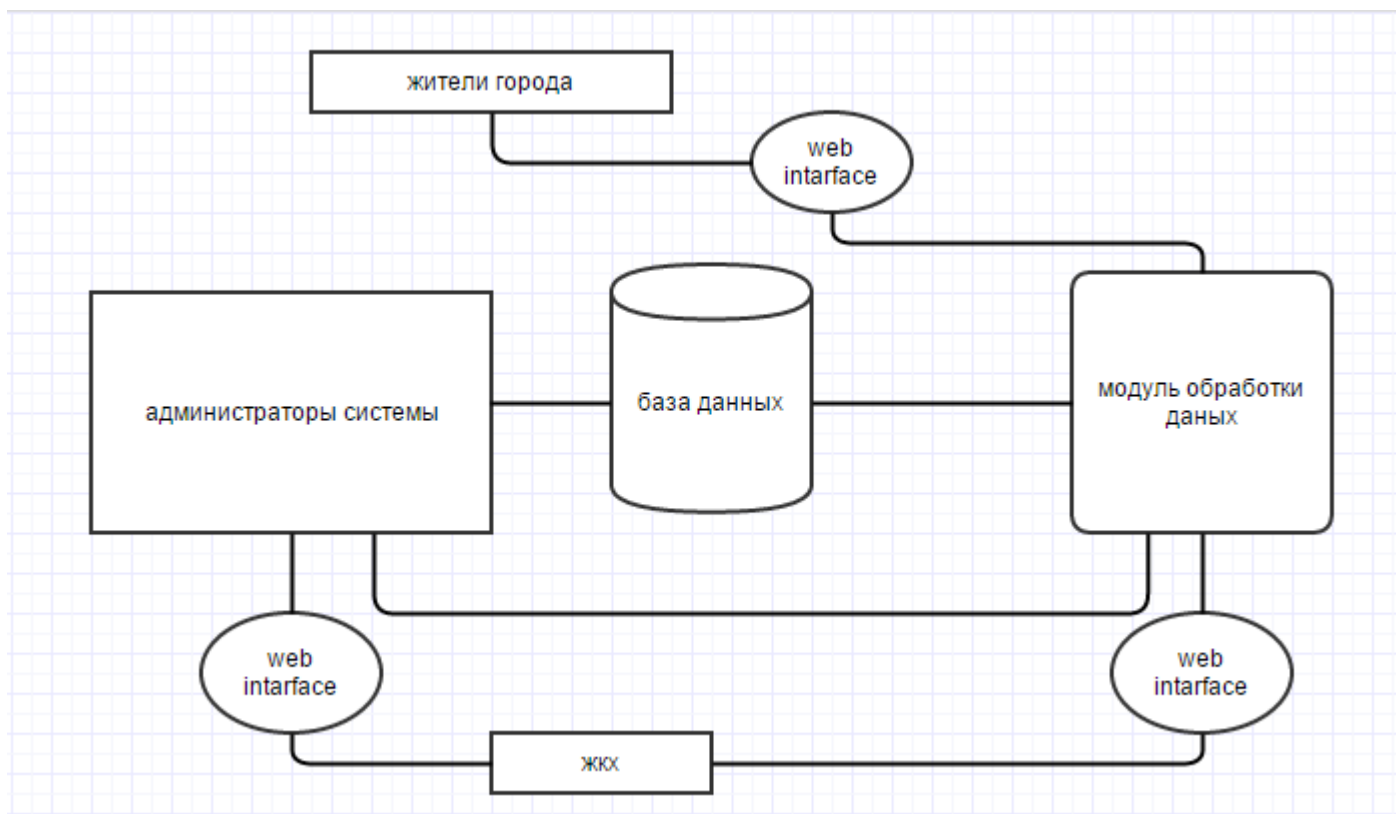 жители города
web
intarface
администраторы системы
база данных
модуль обработки
даных
web
intarface
web
intarface
жкх